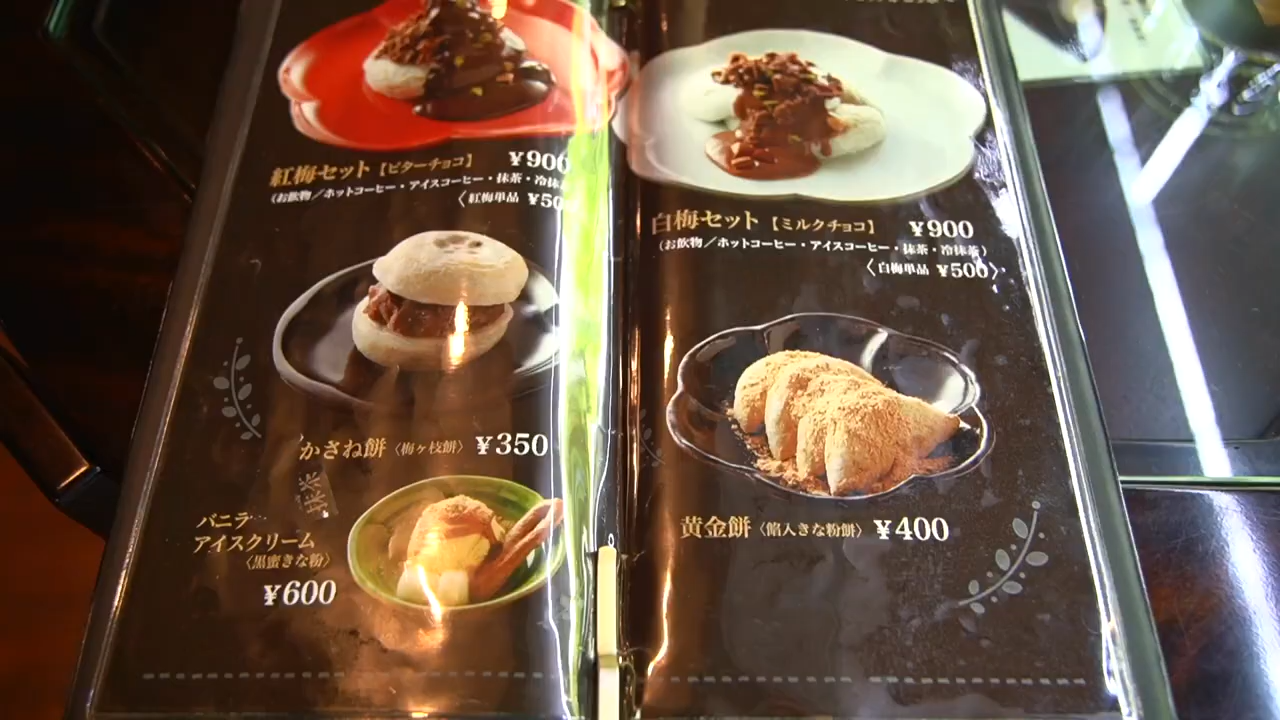 紅梅セット【ビターチョコ】 ¥900
(お飲物/ホットコーヒー・アイスコーヒー・抹茶・冷抹
〈紅梅単品 ¥50
かさね餅〈梅ヶ枝餅〉 ¥350
抹茶
バニラ
アイスクリーム
〈黒蜜きな粉〉
¥600
白梅セット【ミルクチョコ】 ¥900
(お飲物/ホットコーヒー・アイスコーヒー・抹茶・冷抹茶)
〈白梅単品 ¥500〉
黄金餅〈餡入きな粉餅〉 ¥400